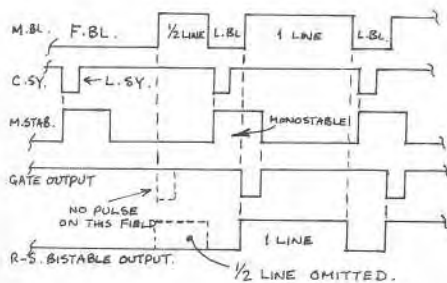 M.BL. F.BL. 1/2 LINE L.BL. 1 LINE L.BL.
C.SY. L.SY.
M.STAB. MONOSTABLE
GATE OUTPUT
NO PULSE
ON THIS FIELD
1 LINE
R-S. BISTABLE OUTPUT.
1/2 LINE OMITTED.